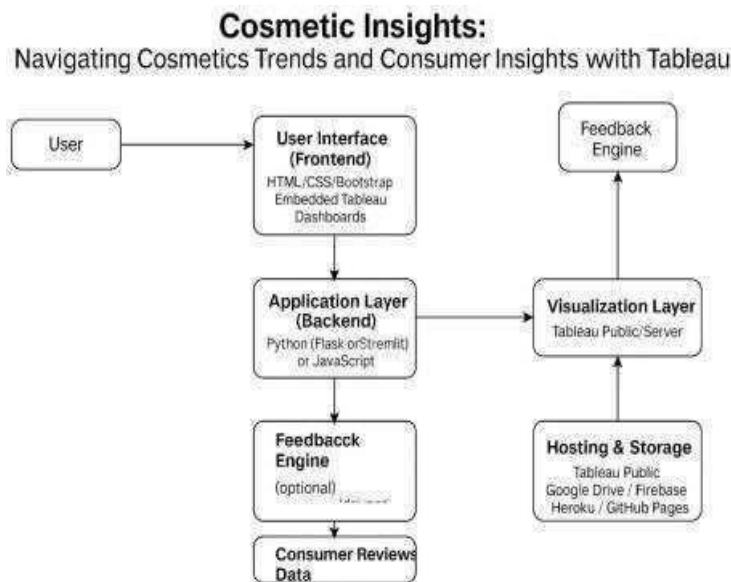 Cosmetic Insights:
Navigating Cosmetics Trends and Consumer Insights wwith Tableau
User
User Interface
(Frontend)
HTML/CSS/Bootstrap
Embedded Tableau
Dashboards
Feedback
Engine
Application Layer
(Backend)
Python (Flask orStremlit)
or JavaScript
Visualization Layer
Tableau Public/Server
Feedbacck
Engine
(optional)
Hosting & Storage
Tableau Public
Google Drive / Firebase
Heroku / GitHub Pages
Consumer Reviews
Data